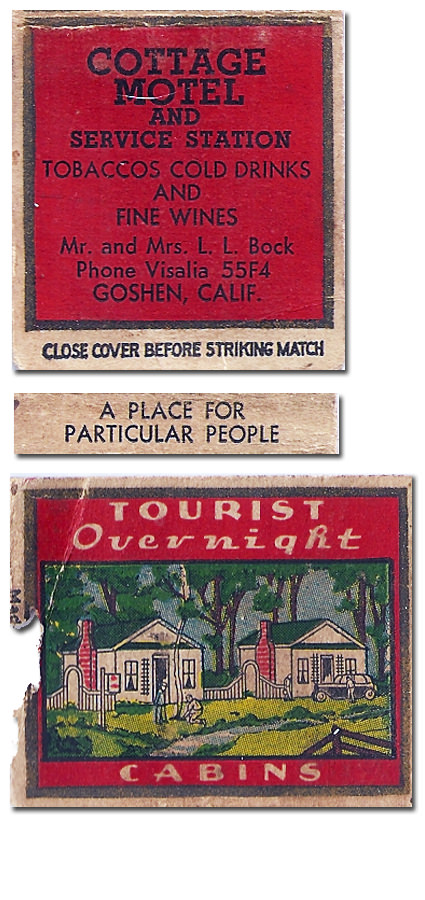 COTTAGE
MOTEL
AND
SERVICE STATION
TOBACCOS COLD DRINKS
AND
FINE WINES
Mr. and Mrs. L. L. Bock
Phone Visalia 55F4
GOSHEN, CALIF.
CLOSE COVER BEFORE STRIKING MATCH
A PLACE FOR
PARTICULAR PEOPLE
TOURIST
Overnight
CABINS